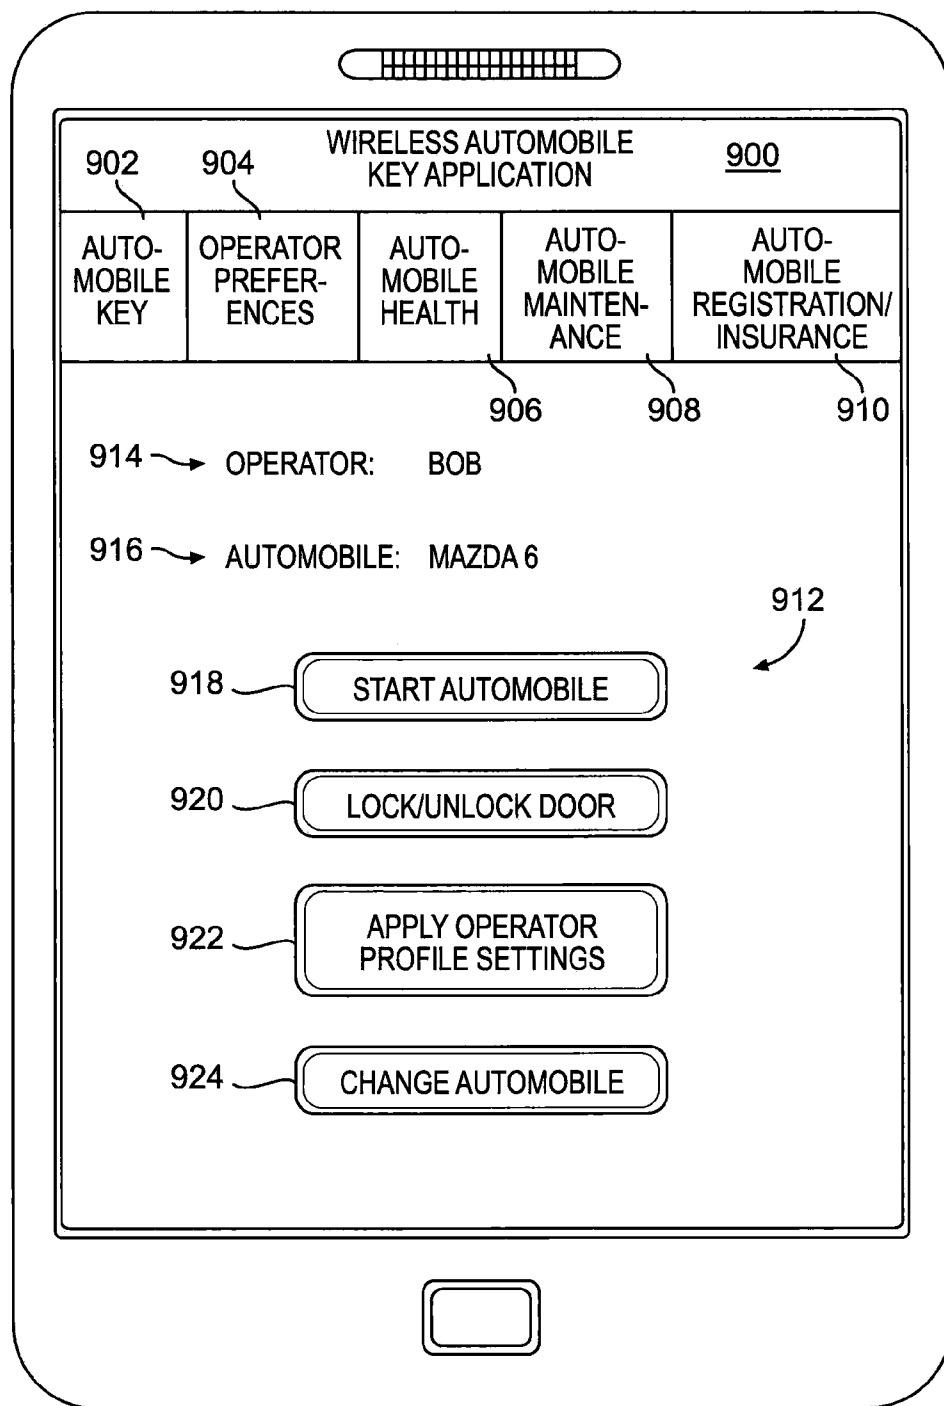 WIRELESS AUTOMOBILE
KEY APPLICATION
900
902
904
AUTO-
MOBILE
KEY
OPERATOR
PREFER-
ENCES
AUTO-
MOBILE
HEALTH
AUTO-
MOBILE
MAINTEN-
ANCE
AUTO-
MOBILE
REGISTRATION/
INSURANCE
906
908
910
914
OPERATOR: BOB
916
AUTOMOBILE: MAZDA 6
912
918
START AUTOMOBILE
920
LOCK/UNLOCK DOOR
922
APPLY OPERATOR
PROFILE SETTINGS
924
CHANGE AUTOMOBILE